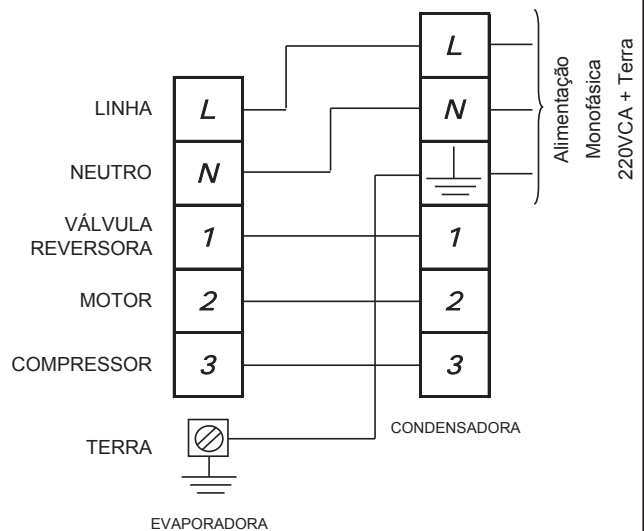 LINHA
L
NEUTRO
N
VÁLVULA
REVERSORA
1
MOTOR
2
COMPRESSOR
3
TERRA
EVAPORADORA
L
N
1
2
3
CONDENSADORA
Alimentação
Monofásica
220VCA + Terra